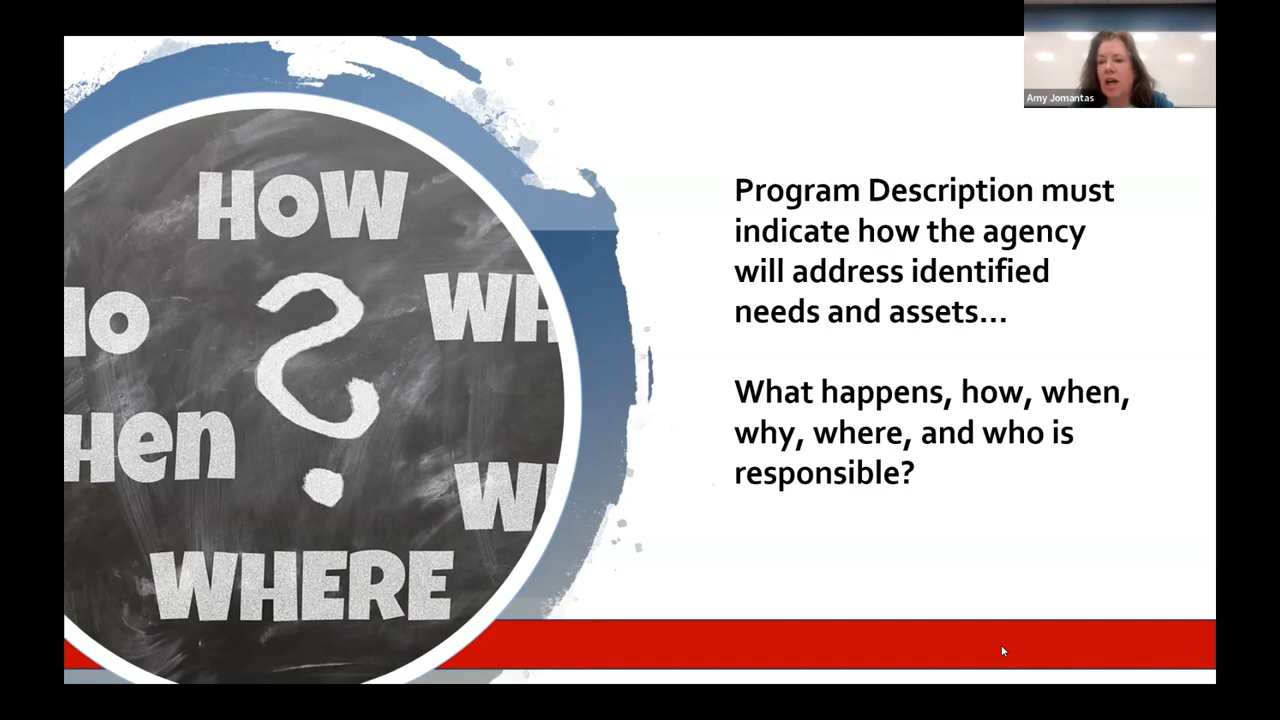 Amy Jomantas
Program Description must
indicate how the agency
will address identified
needs and assets...
What happens, how, when,
why, where, and who is
responsible?
HOW
?
WHERE